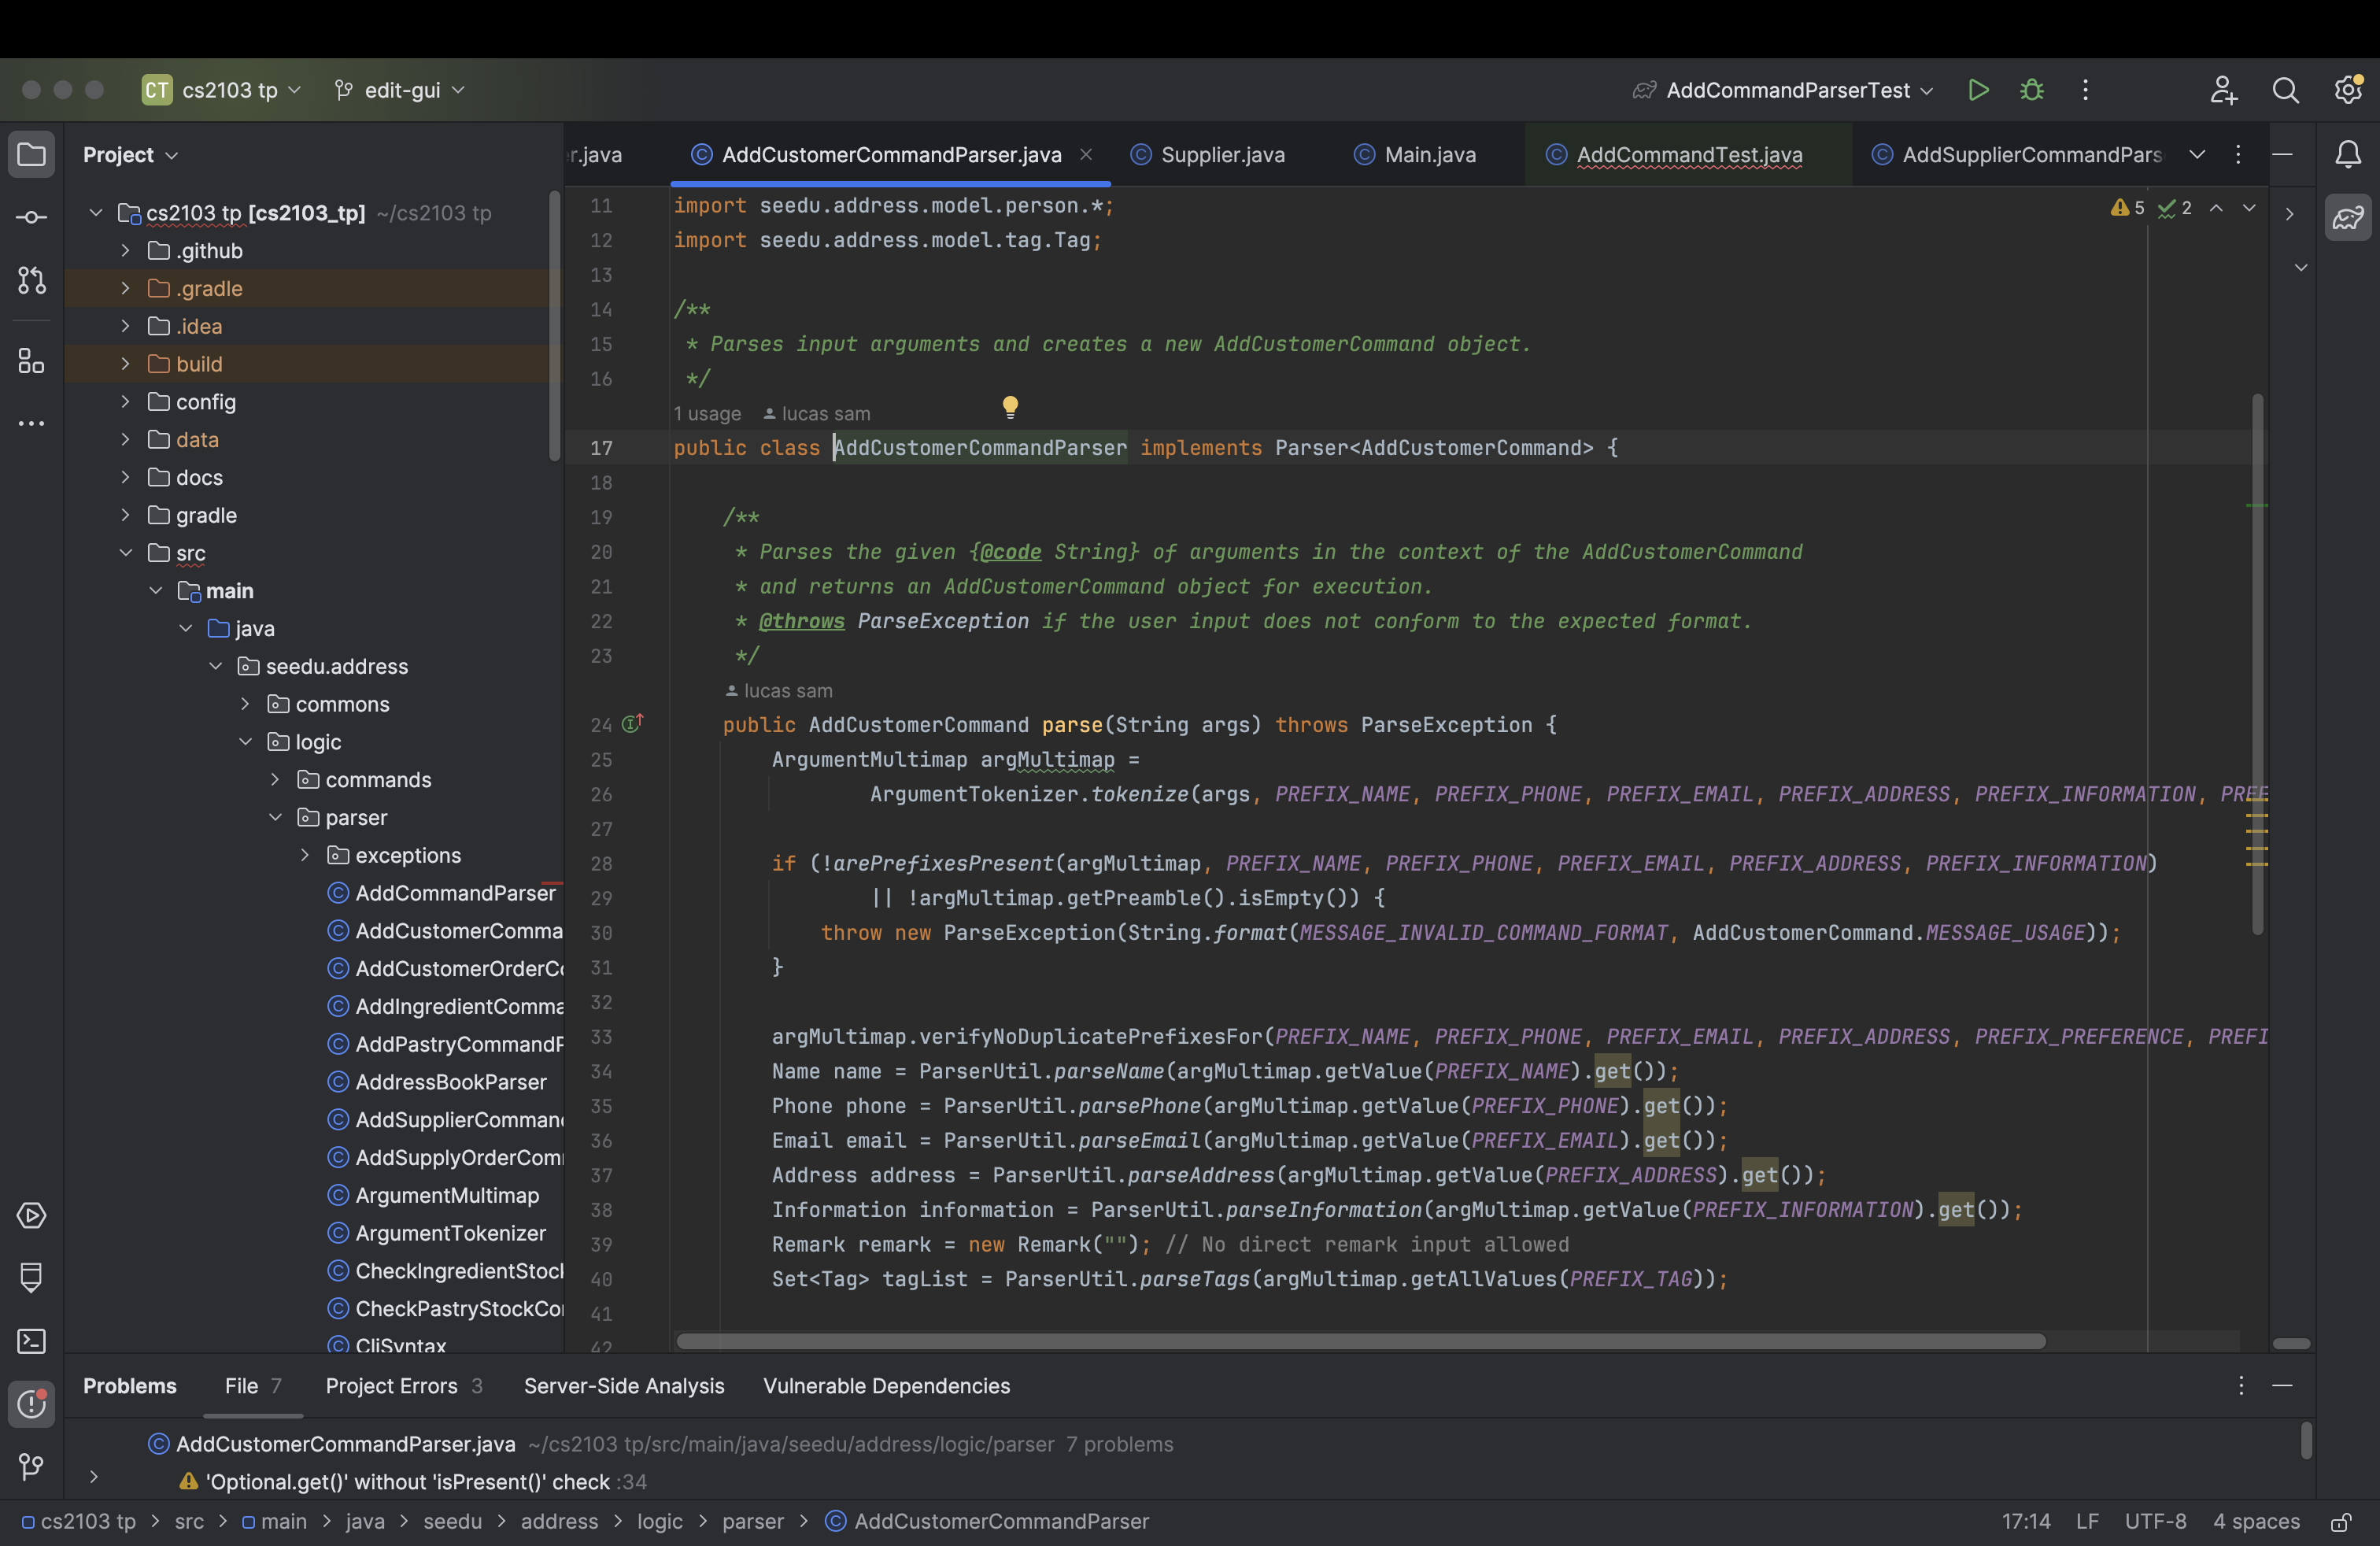 CT cs2103 tp edit-gui AddCommandParserTest
Project
r.java AddCustomerCommandParser.java Supplier.java Main.java AddCommandTest.java AddSupplierCommandPars
cs2103 tp [cs2103_tp] ~/cs2103 tp
.github
.gradle
.idea
build
config
data
docs
gradle
src
main
java
seedu.address
commons
logic
commands
parser
exceptions
AddCommandParser
AddCustomerComma
AddCustomerOrderCo
AddIngredientComma
AddPastryCommandP
AddressBookParser
AddSupplierCommand
AddSupplyOrderCom
ArgumentMultimap
ArgumentTokenizer
CheckIngredientStock
CheckPastryStockCo
CliSyntax
5 2
11 import seedu.address.model.person.*;
12 import seedu.address.model.tag.Tag;
13
14 /**
15 * Parses input arguments and creates a new AddCustomerCommand object.
16 */
1 usage lucas sam
17 public class AddCustomerCommandParser implements Parser<AddCustomerCommand> {
18
19 /**
20 * Parses the given {@code String} of arguments in the context of the AddCustomerCommand
21 * and returns an AddCustomerCommand object for execution.
22 * @throws ParseException if the user input does not conform to the expected format.
23 */
lucas sam
24 public AddCustomerCommand parse(String args) throws ParseException {
25 ArgumentMultimap argMultimap =
26 ArgumentTokenizer.tokenize(args, PREFIX_NAME, PREFIX_PHONE, PREFIX_EMAIL, PREFIX_ADDRESS, PREFIX_INFORMATION, PREF
27
28 if (!arePrefixesPresent(argMultimap, PREFIX_NAME, PREFIX_PHONE, PREFIX_EMAIL, PREFIX_ADDRESS, PREFIX_INFORMATION)
29 || !argMultimap.getPreamble().isEmpty()) {
30 throw new ParseException(String.format(MESSAGE_INVALID_COMMAND_FORMAT, AddCustomerCommand.MESSAGE_USAGE));
31 }
32
33 argMultimap.verifyNoDuplicatePrefixesFor(PREFIX_NAME, PREFIX_PHONE, PREFIX_EMAIL, PREFIX_ADDRESS, PREFIX_PREFERENCE, PREFI
34 Name name = ParserUtil.parseName(argMultimap.getValue(PREFIX_NAME).get());
35 Phone phone = ParserUtil.parsePhone(argMultimap.getValue(PREFIX_PHONE).get());
36 Email email = ParserUtil.parseEmail(argMultimap.getValue(PREFIX_EMAIL).get());
37 Address address = ParserUtil.parseAddress(argMultimap.getValue(PREFIX_ADDRESS).get());
38 Information information = ParserUtil.parseInformation(argMultimap.getValue(PREFIX_INFORMATION).get());
39 Remark remark = new Remark(""); // No direct remark input allowed
40 Set<Tag> tagList = ParserUtil.parseTags(argMultimap.getAllValues(PREFIX_TAG));
41
42
Problems File 7 Project Errors 3 Server-Side Analysis Vulnerable Dependencies
AddCustomerCommandParser.java ~/cs2103 tp/src/main/java/seedu/address/logic/parser 7 problems
'Optional.get()' without 'isPresent()' check :34
cs2103 tp > src > main > java > seedu > address > logic > parser > AddCustomerCommandParser
17:14 LF UTF-8 4 spaces